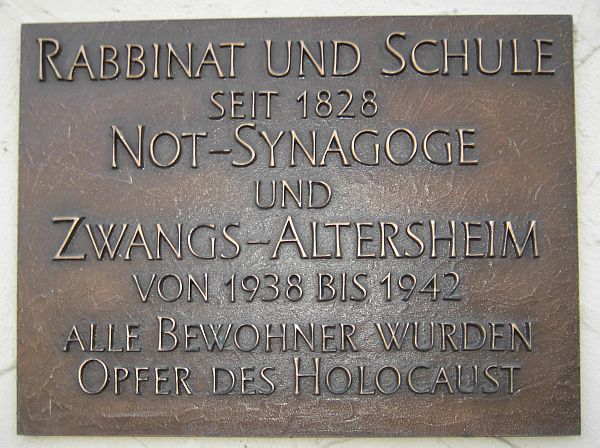 RABBINAT UND SCHULE
SEIT 1828
NOT-SYNAGOGE
UND
ZWANGS-ALTERSHEIM
VON 1938 BIS 1942
ALLE BEWOHNER WURDEN
OPFER DES HOLOCAUST